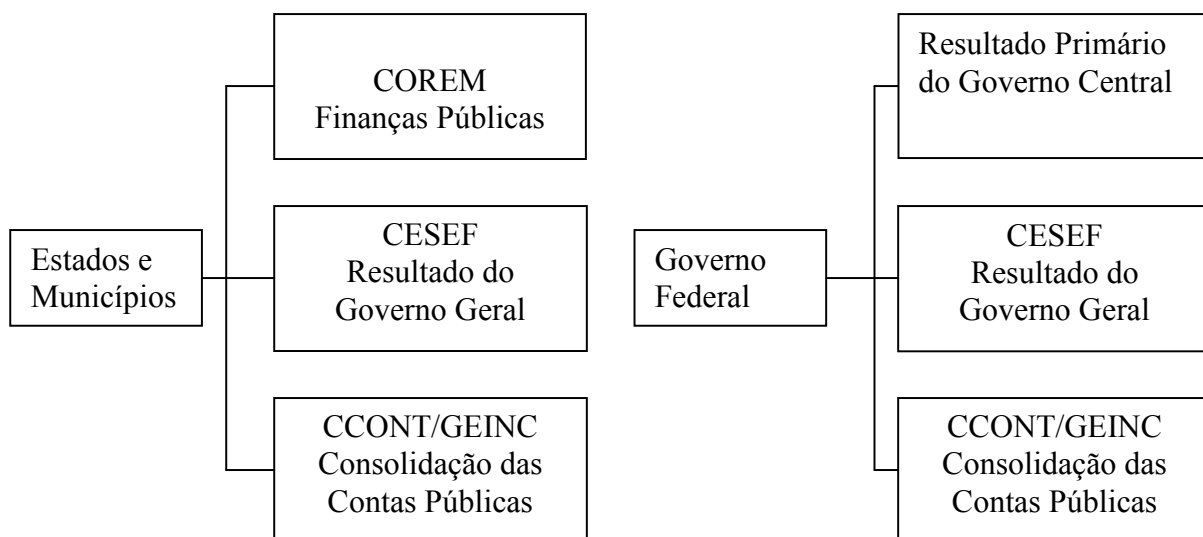 Estados e
Municípios
COREM
Finanças Públicas
CESEF
Resultado do
Governo Geral
CCONT/GEINC
Consolidação das
Contas Públicas
Governo
Federal
Resultado Primário
do Governo Central
CESEF
Resultado do
Governo Geral
CCONT/GEINC
Consolidação das
Contas Públicas